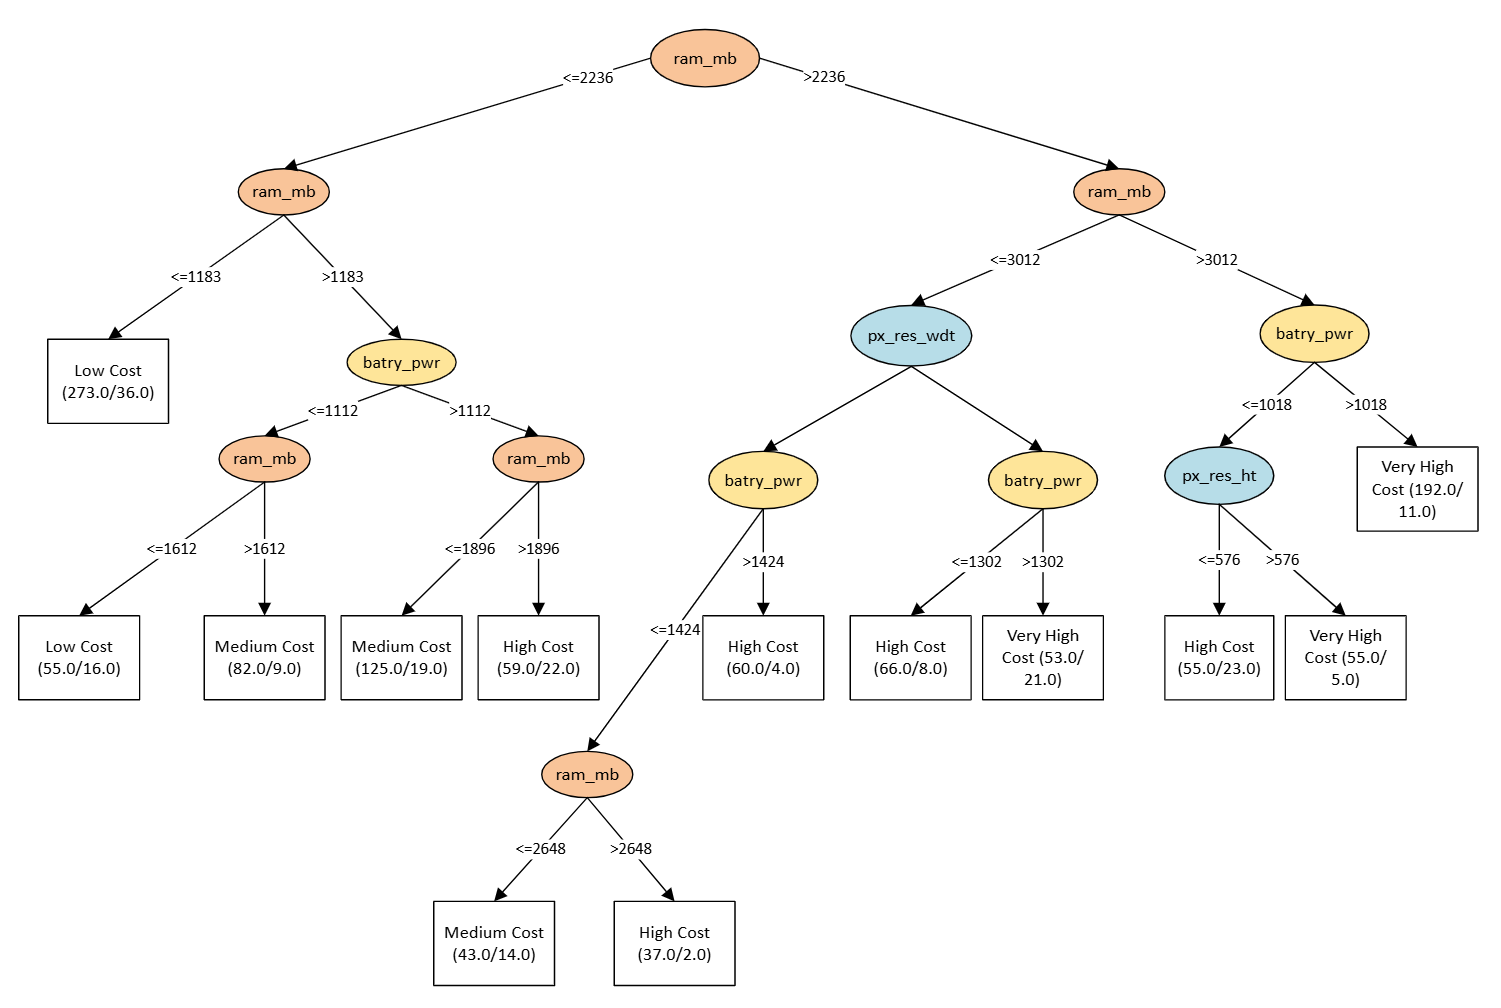 ram_mb
<=2236
>2236
ram_mb
ram_mb
<=1183
>1183
<=3012
>3012
Low Cost
(273.0/36.0)
batry_pwr
px_res_wdt
batry_pwr
<=1112
>1112
<=1018
>1018
ram_mb
ram_mb
batry_pwr
batry_pwr
px_res_ht
Very High
Cost (192.0/
11.0)
<=1612
>1612
<=1896
>1896
>1424
<=1302
>1302
<=576
>576
<=1424
Low Cost
(55.0/16.0)
Medium Cost
(82.0/9.0)
Medium Cost
(125.0/19.0)
High Cost
(59.0/22.0)
High Cost
(60.0/4.0)
High Cost
(66.0/8.0)
Very High
Cost (53.0/
21.0)
High Cost
(55.0/23.0)
Very High
Cost (55.0/
5.0)
ram_mb
<=2648
>2648
Medium Cost
(43.0/14.0)
High Cost
(37.0/2.0)